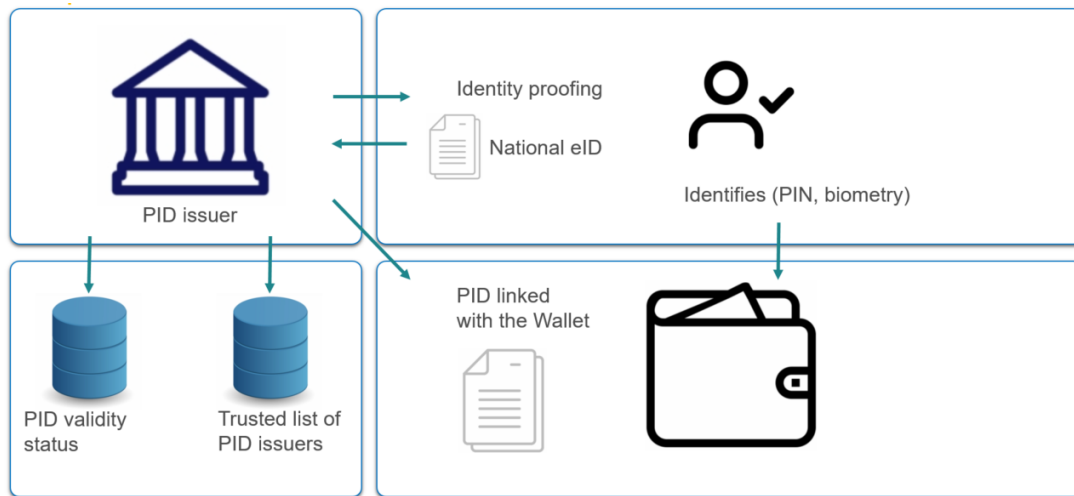 Identity proofing
National eID
PID issuer
Identifies (PIN, biometry)
PID linked
with the Wallet
PID validity
status
Trusted list of
PID issuers